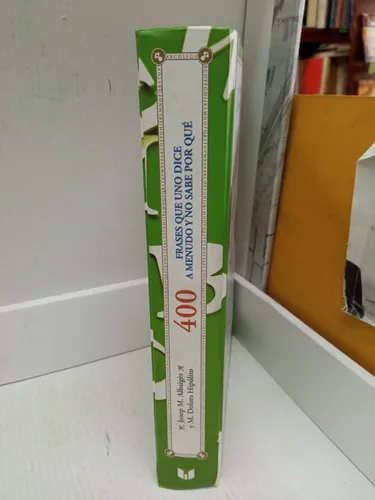 400
FRASES QUE UNO DICE
A MENUDO Y NO SABE POR QUÉ
Josep M. Albaigès
y M. Dolors Hipólito